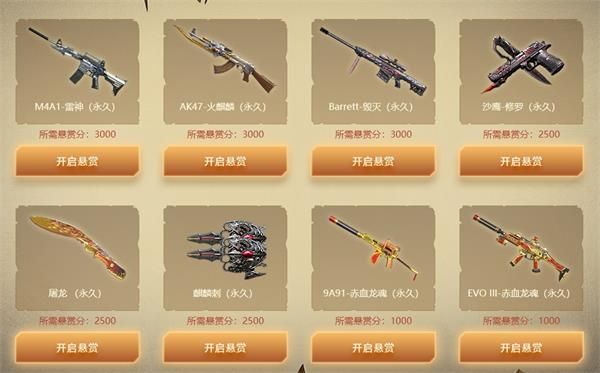 M4A1-雷神（永久）
AK47-火麒麟（永久）
Barrett-毁灭（永久）
沙鹰-修罗（永久）
所需悬赏分：3000
所需悬赏分：3000
所需悬赏分：3000
所需悬赏分：2500
开启悬赏
开启悬赏
开启悬赏
开启悬赏
屠龙（永久）
麒麟刺（永久）
9A91-赤血龙魂（永久）
EVO III-赤血龙魂（永久）
所需悬赏分：2500
所需悬赏分：2500
所需悬赏分：1000
所需悬赏分：1000
开启悬赏
开启悬赏
开启悬赏
开启悬赏